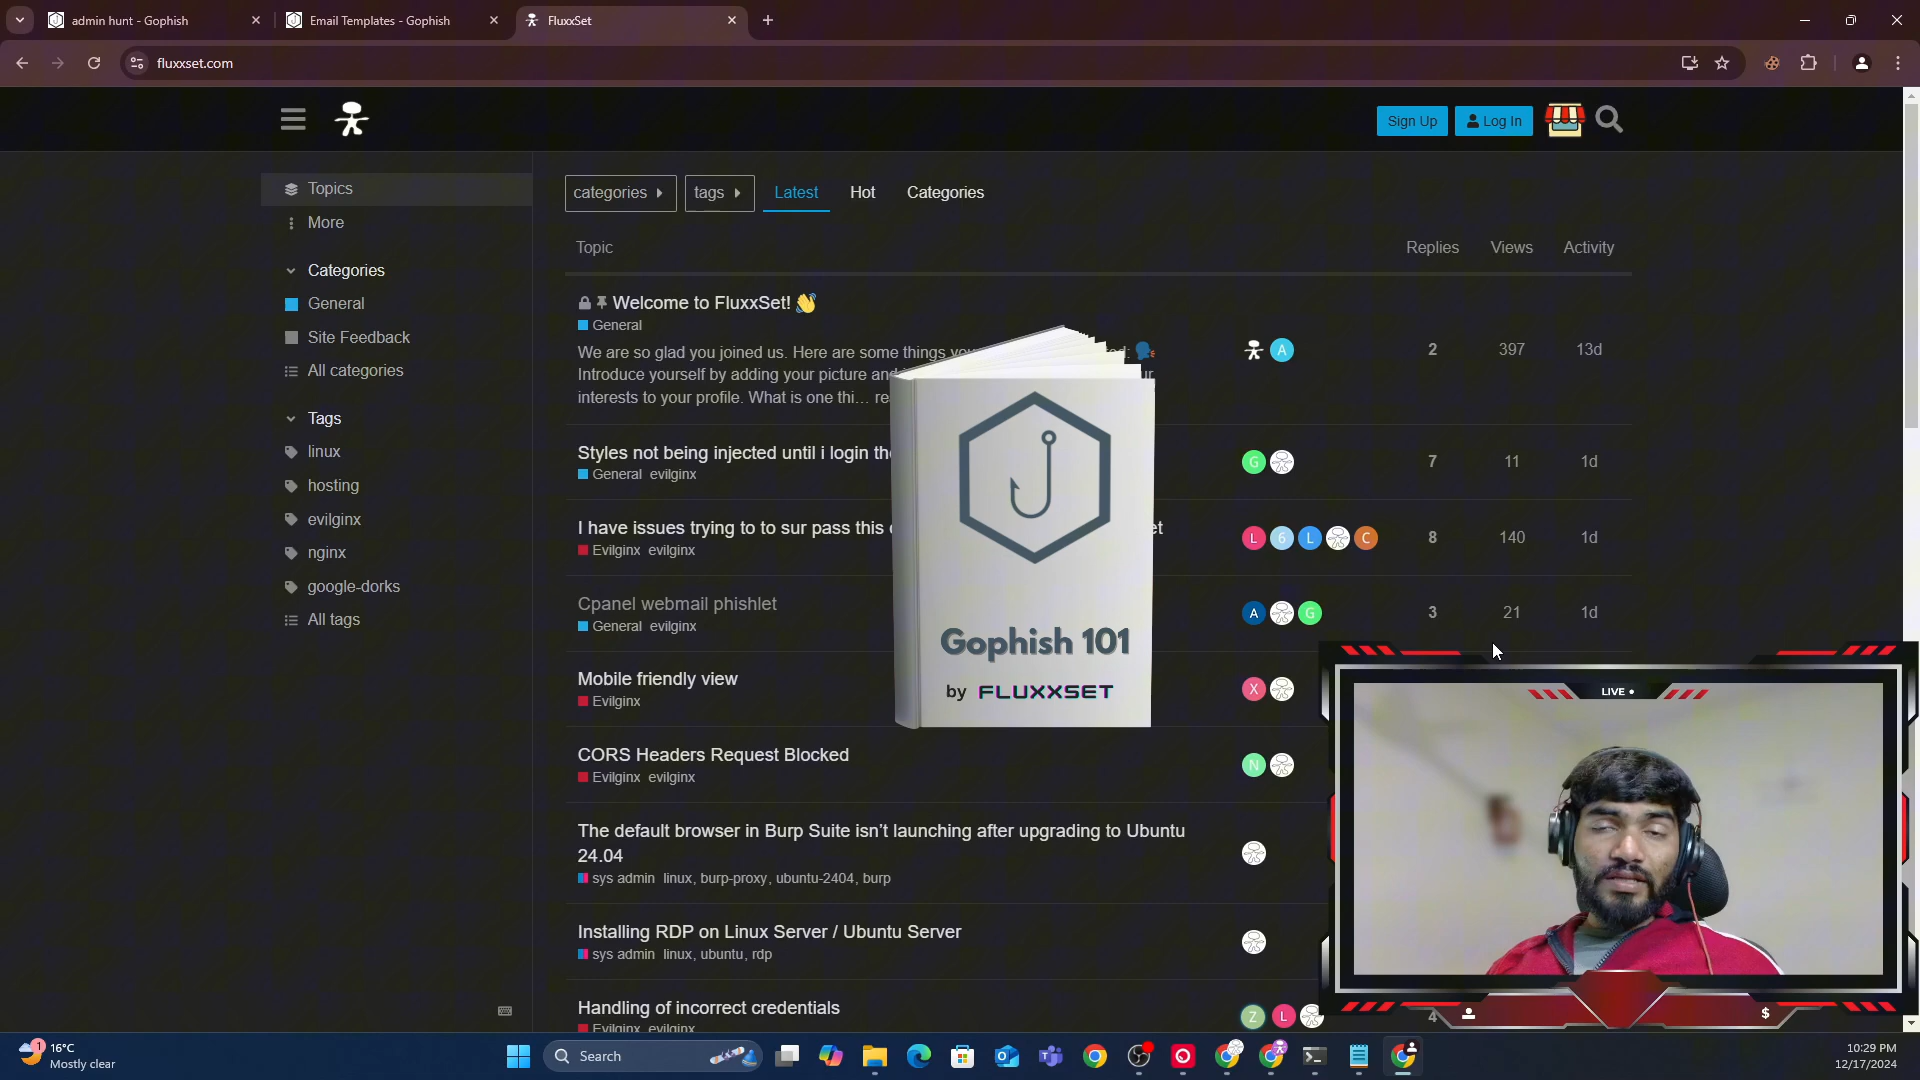 admin hunt - Gophish
Email Templates - Gophish
FluxxSet
fluxxset.com
Sign Up
Log In
Topics
More
Categories
General
Site Feedback
All categories
Tags
linux
hosting
evilginx
nginx
google-dorks
All tags
categories
tags
Latest
Hot
Categories
Topic
Replies
Views
Activity
Welcome to FluxxSet! 👋
General
We are so glad you joined us. Here are some things
Introduce yourself by adding your picture and
interests to your profile. What is one thi…
A
2
397
13d
Styles not being injected until i login
General evilginx
G
7
11
1d
I have issues trying to to sur pass this
Evilginx evilginx
L
6
L
C
8
140
1d
Cpanel webmail phishlet
General evilginx
A
G
3
21
1d
Mobile friendly view
Evilginx
X
CORS Headers Request Blocked
Evilginx evilginx
N
The default browser in Burp Suite isn't launching after upgrading to Ubuntu
24.04
sys admin linux, burp-proxy, ubuntu-2404, burp
Installing RDP on Linux Server / Ubuntu Server
sys admin linux, ubuntu, rdp
Handling of incorrect credentials
Evilginx evilginx
Z
L
4
Gophish 101
by FLUXXSET
LIVE
$
1
16°C
Mostly clear
Search
10:29 PM
12/17/2024